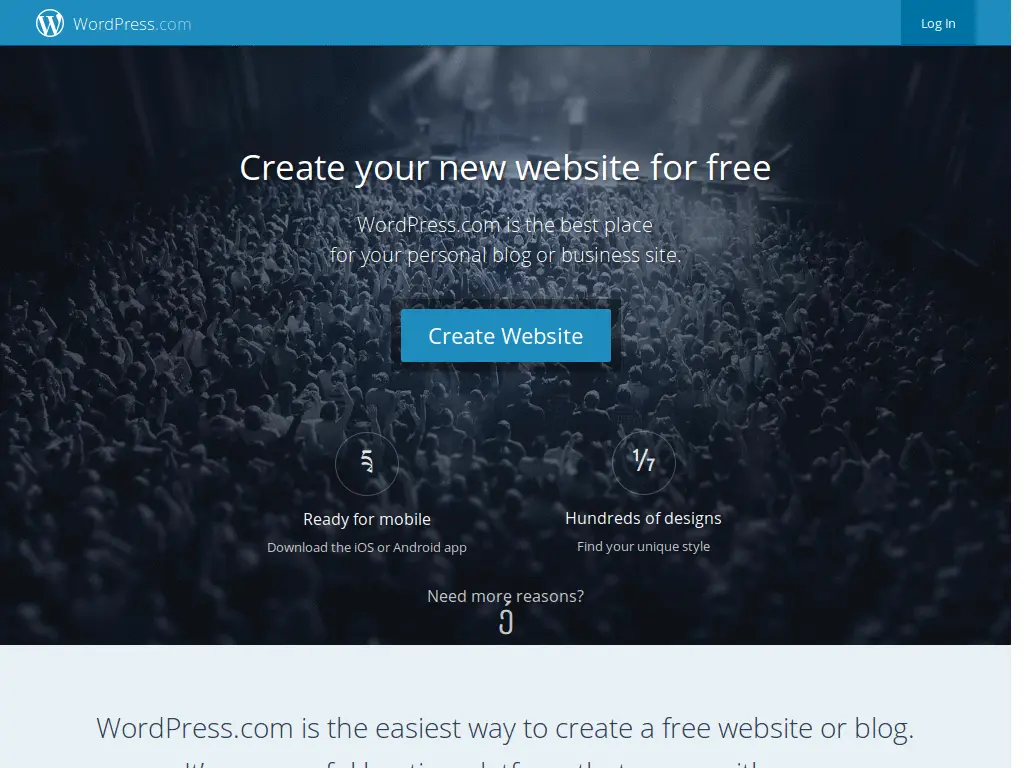 WordPress.com
Log In
Create your new website for free
WordPress.com is the best place
for your personal blog or business site.
Create Website
Ready for mobile
Hundreds of designs
Download the iOS or Android app
Find your unique style
Need more reasons?
WordPress.com is the easiest way to create a free website or blog.